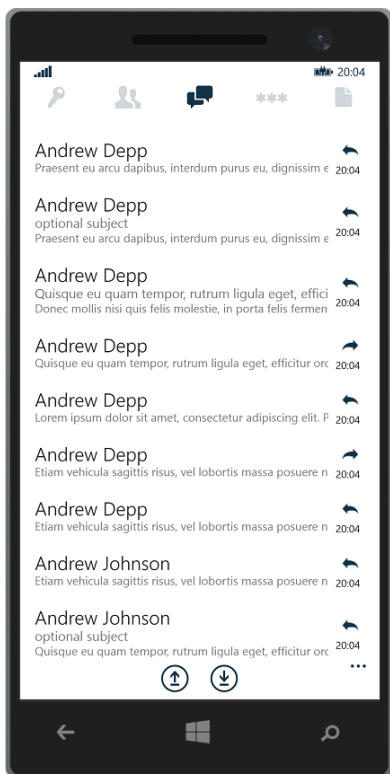 20:04
***
Andrew Depp
Praesent eu arcu dapibus, interdum purus eu, dignissim e 20:04
Andrew Depp
optional subject
Praesent eu arcu dapibus, interdum purus eu, dignissim e 20:04
Andrew Depp
Quisque eu quam tempor, rutrum ligula eget, effici
Donec mollis nisi quis felis molestie, in porta felis fermen 20:04
Andrew Depp
Quisque eu quam tempor, rutrum ligula eget, efficitur orc 20:04
Andrew Depp
Lorem ipsum dolor sit amet, consectetur adipiscing elit. P 20:04
Andrew Depp
Etiam vehicula sagittis risus, vel lobortis massa posuere n 20:04
Andrew Depp
Etiam vehicula sagittis risus, vel lobortis massa posuere n 20:04
Andrew Johnson
Etiam vehicula sagittis risus, vel lobortis massa posuere n 20:04
Andrew Johnson
optional subject
Quisque eu quam tempor, rutrum ligula eget, efficitur orc 20:04